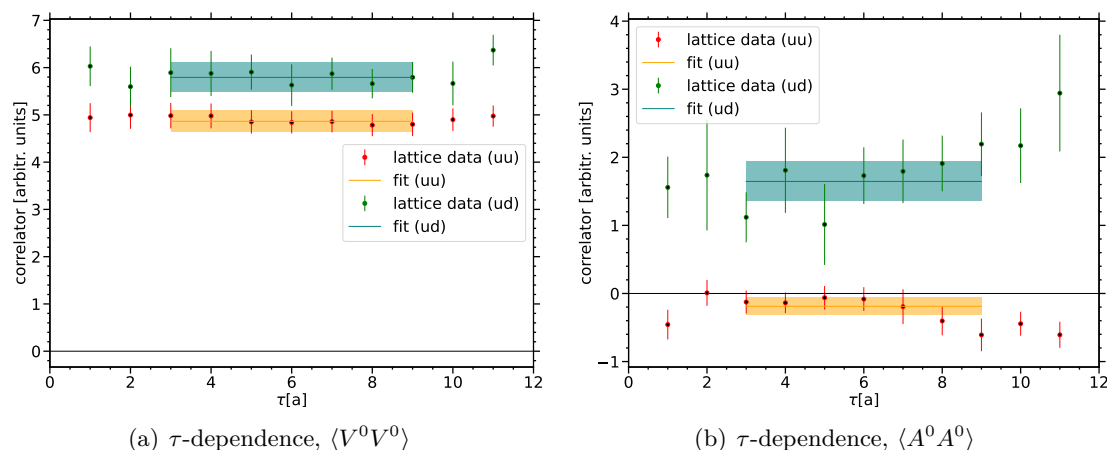 correlator [arbitr. units]
7
6
5
4
3
2
1
0
lattice data (uu)
fit (uu)
lattice data (ud)
fit (ud)
0 2 4 6 8 10 12
τ[a]
(a) τ-dependence, ⟨V⁰V⁰⟩
correlator [arbitr. units]
4
3
2
1
0
−1
lattice data (uu)
fit (uu)
lattice data (ud)
fit (ud)
0 2 4 6 8 10 12
τ[a]
(b) τ-dependence, ⟨A⁰A⁰⟩